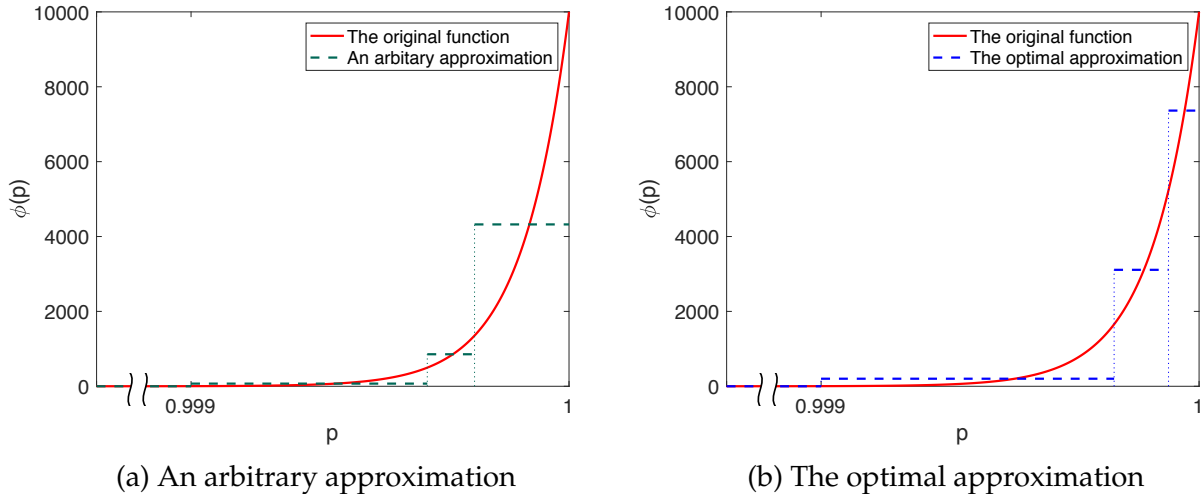 10000
8000
6000
4000
2000
0
ϕ(p)
The original function
An arbitary approximation
0.999
1
p
(a) An arbitrary approximation
10000
8000
6000
4000
2000
0
ϕ(p)
The original function
The optimal approximation
0.999
1
p
(b) The optimal approximation